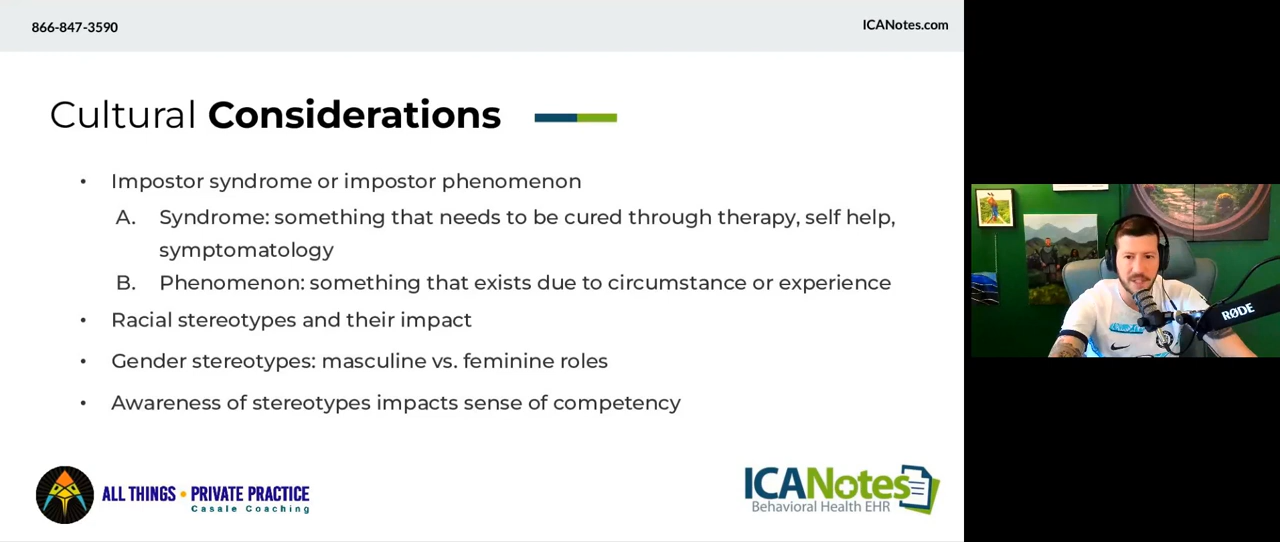 866-847-3590
ICANotes.com
Cultural Considerations
• Impostor syndrome or impostor phenomenon
A. Syndrome: something that needs to be cured through therapy, self help,
symptomatology
B. Phenomenon: something that exists due to circumstance or experience
• Racial stereotypes and their impact
• Gender stereotypes: masculine vs. feminine roles
• Awareness of stereotypes impacts sense of competency
ALL THINGS • PRIVATE PRACTICE
Casale Coaching
ICANotes
Behavioral Health EHR
RØDE